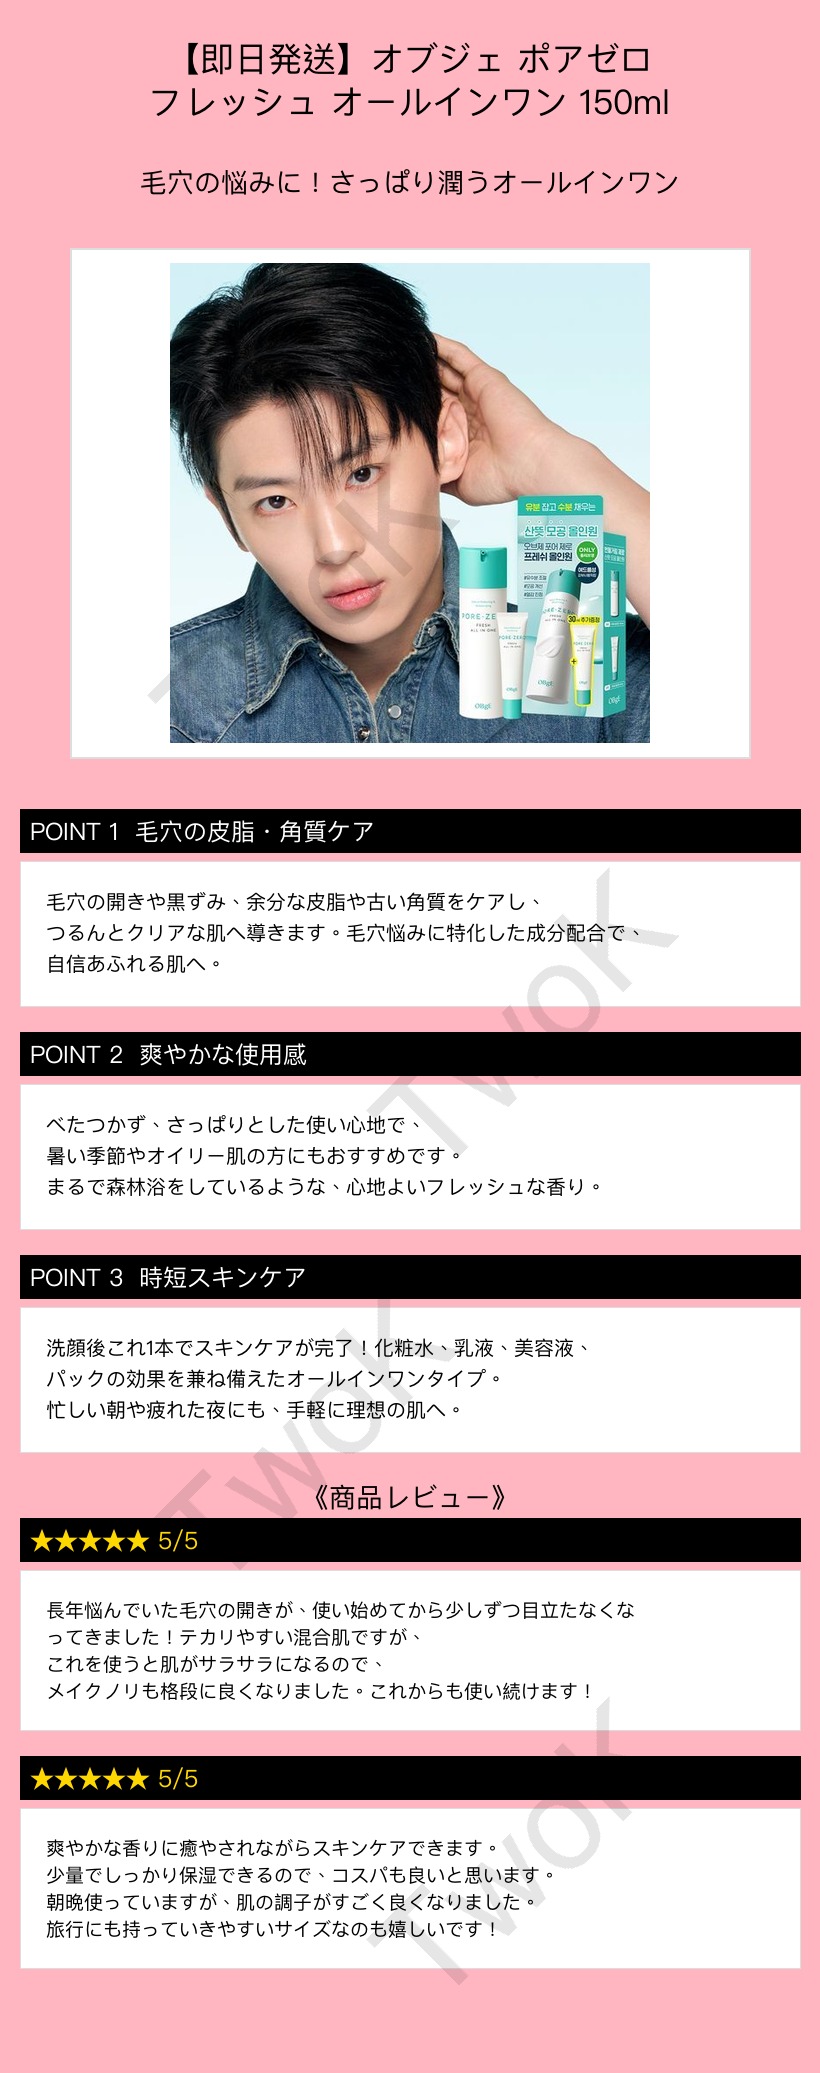 【即日発送】オブジェ ポアゼロ
フレッシュ オールインワン 150ml
毛穴の悩みに！さっぱり潤うオールインワン
유분 잡고 수분 채우는
산뜻 모공 올인원
오브제 포어 제로
프레쉬 올인원
ONLY
#유수분 조절
#모공 개선
30ml 추가증정
PORE-ZERO
FRESH
ALL IN ONE
OBgE
POINT 1 毛穴の皮脂・角質ケア
毛穴の開きや黒ずみ、余分な皮脂や古い角質をケアし、
つるんとクリアな肌へ導きます。毛穴悩みに特化した成分配合で、
自信あふれる肌へ。
POINT 2 爽やかな使用感
べたつかず、さっぱりとした使い心地で、
暑い季節やオイリー肌の方にもおすすめです。
まるで森林浴をしているような、心地よいフレッシュな香り。
POINT 3 時短スキンケア
洗顔後これ1本でスキンケアが完了！化粧水、乳液、美容液、
パックの効果を兼ね備えたオールインワンタイプ。
忙しい朝や疲れた夜にも、手軽に理想の肌へ。
《商品レビュー》
★★★★★ 5/5
長年悩んでいた毛穴の開きが、使い始めてから少しずつ目立たなくな
ってきました！テカリやすい混合肌ですが、
これを使うと肌がサラサラになるので、
メイクノリも格段に良くなりました。これからも使い続けます！
★★★★★ 5/5
爽やかな香りに癒やされながらスキンケアできます。
少量でしっかり保湿できるので、コスパも良いと思います。
朝晩使っていますが、肌の調子がすごく良くなりました。
旅行にも持っていきやすいサイズなのも嬉しいです！
TwoK
TwoK
TwoK
TwoK